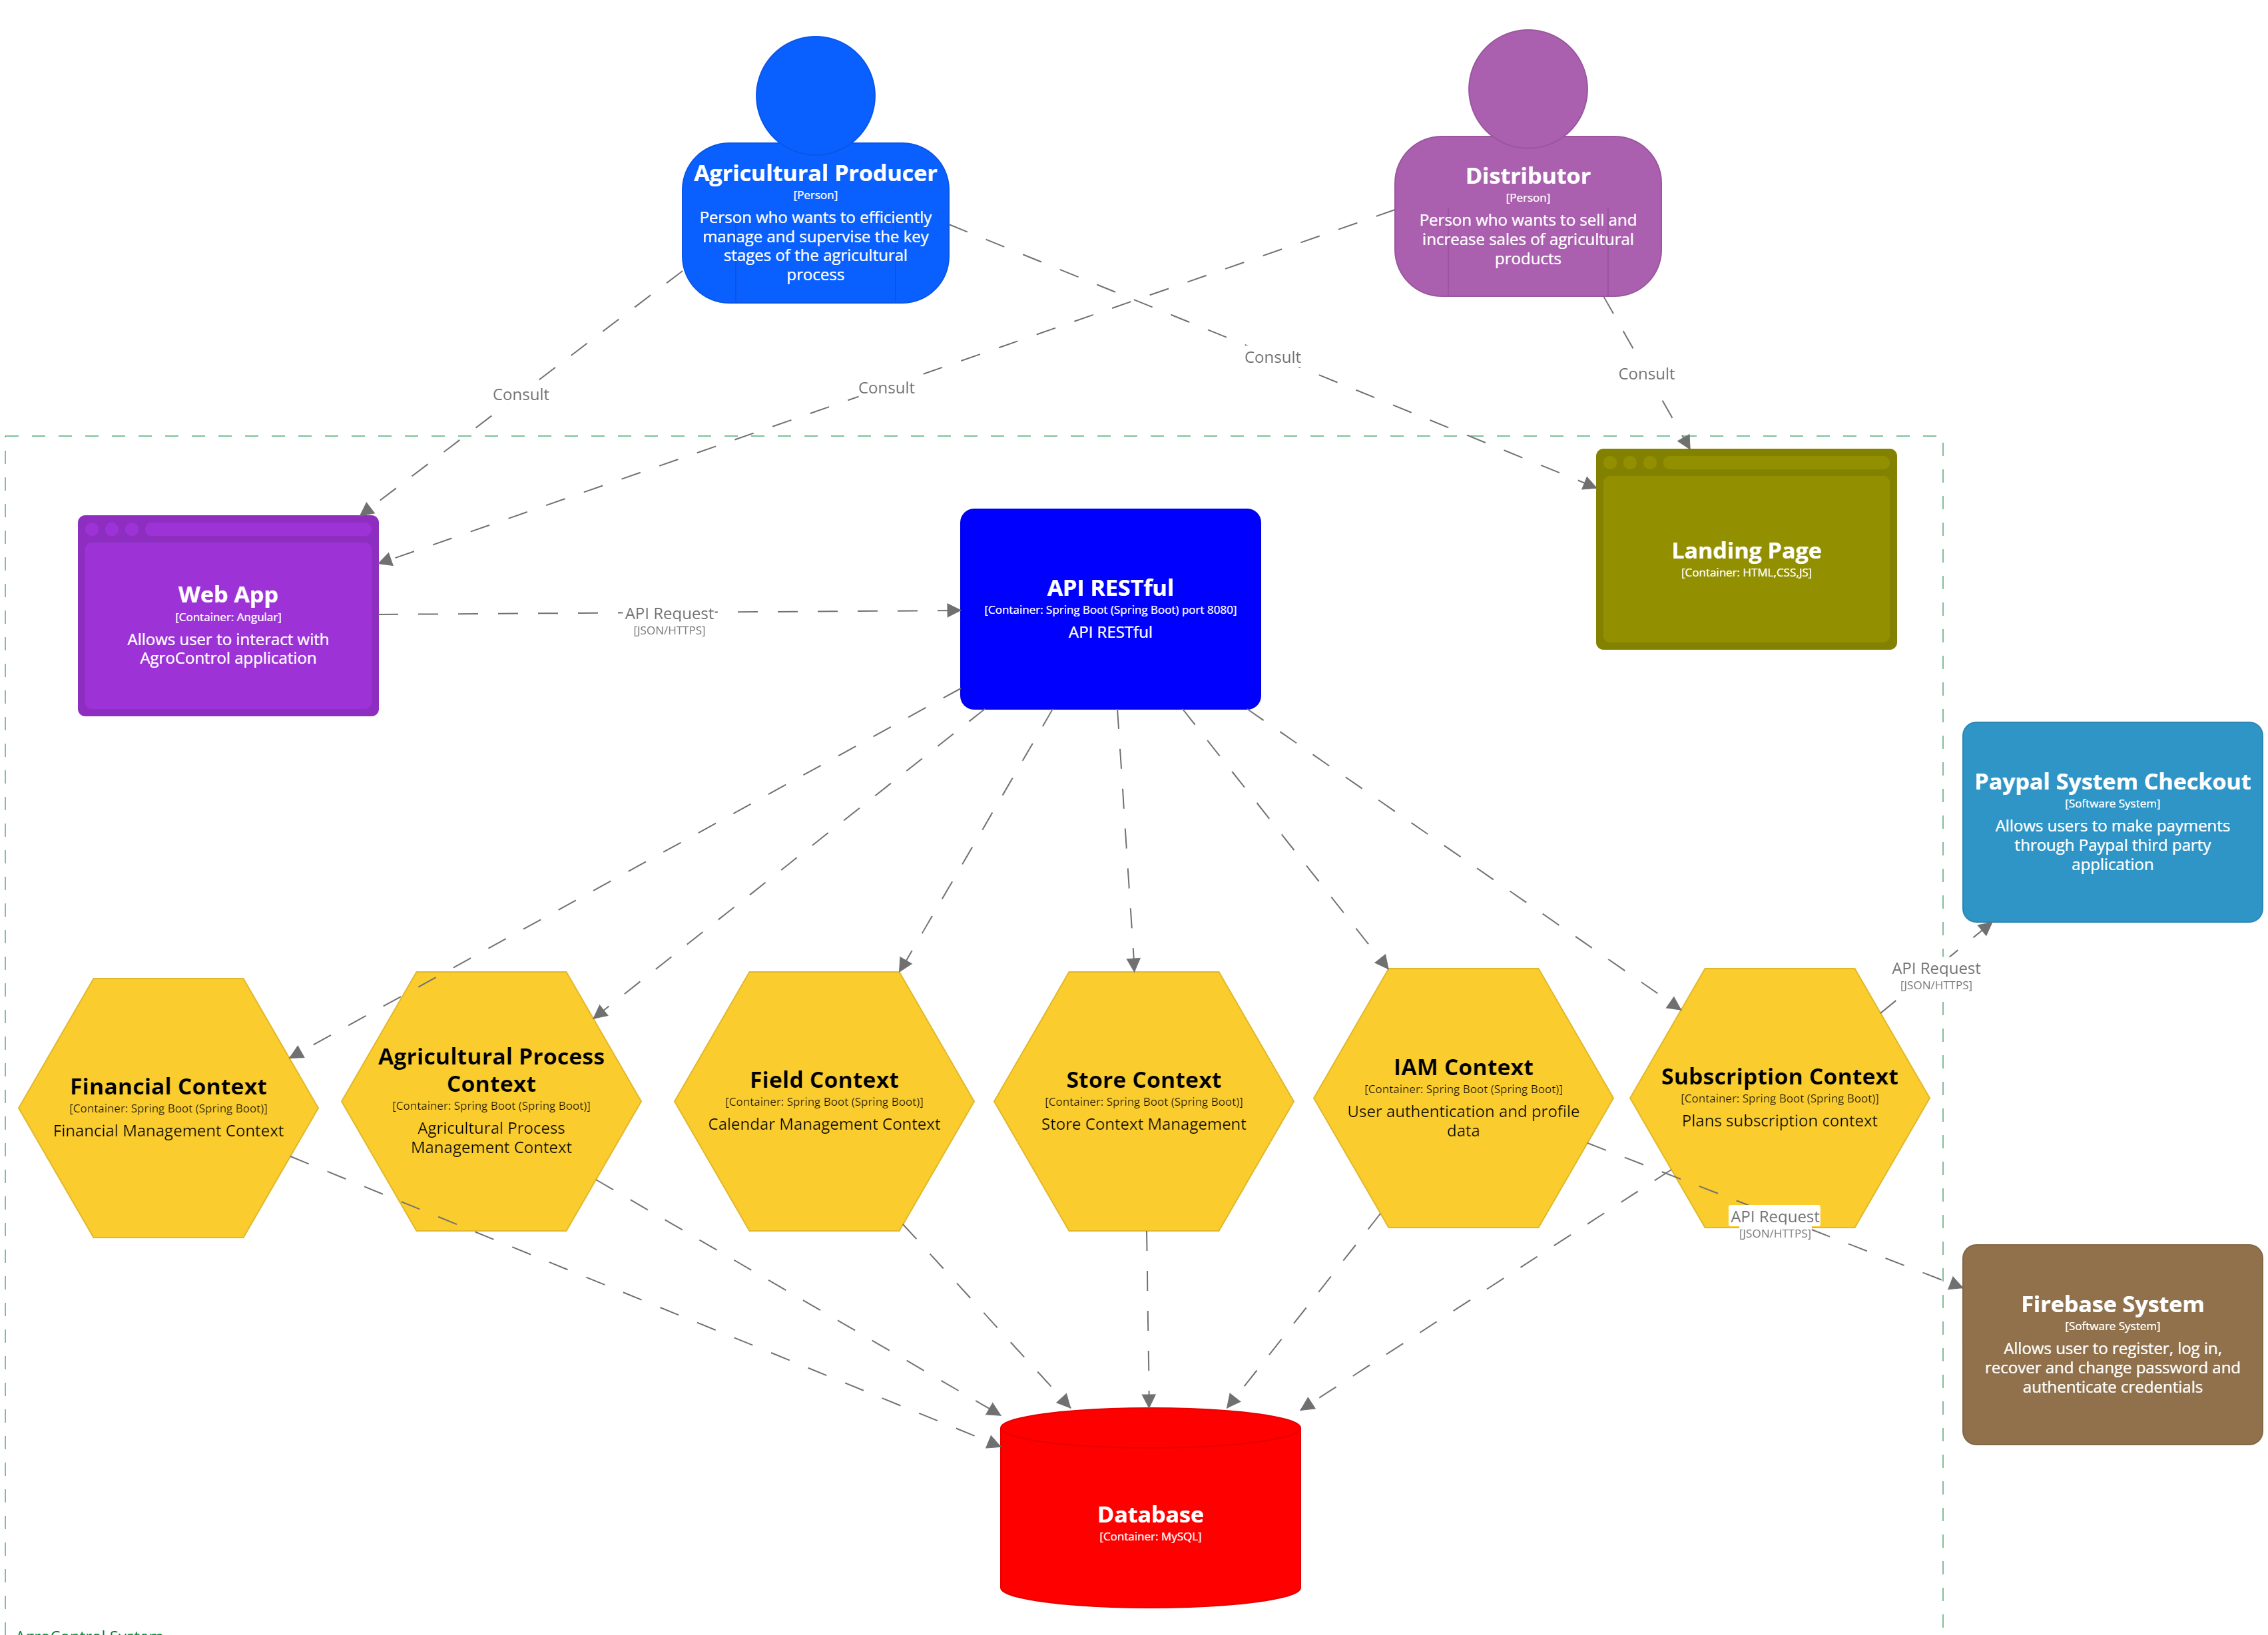 Agricultural Producer
[Person]
Person who wants to efficiently
manage and supervise the key
stages of the agricultural
process
Distributor
[Person]
Person who wants to sell and
increase sales of agricultural
products
Consult
Consult
Consult
Consult
Web App
[Container: Angular]
Allows user to interact with
AgroControl application
API Request
[JSON/HTTPS]
API RESTful
[Container: Spring Boot (Spring Boot) port 8080]
API RESTful
Landing Page
[Container: HTML,CSS,JS]
Paypal System Checkout
[Software System]
Allows users to make payments
through Paypal third party
application
API Request
[JSON/HTTPS]
Financial Context
[Container: Spring Boot (Spring Boot)]
Financial Management Context
Agricultural Process
Context
[Container: Spring Boot (Spring Boot)]
Agricultural Process
Management Context
Field Context
[Container: Spring Boot (Spring Boot)]
Calendar Management Context
Store Context
[Container: Spring Boot (Spring Boot)]
Store Context Management
IAM Context
[Container: Spring Boot (Spring Boot)]
User authentication and profile
data
Subscription Context
[Container: Spring Boot (Spring Boot)]
Plans subscription context
API Request
[JSON/HTTPS]
Firebase System
[Software System]
Allows user to register, log in,
recover and change password and
authenticate credentials
Database
[Container: MySQL]
AgroControl System